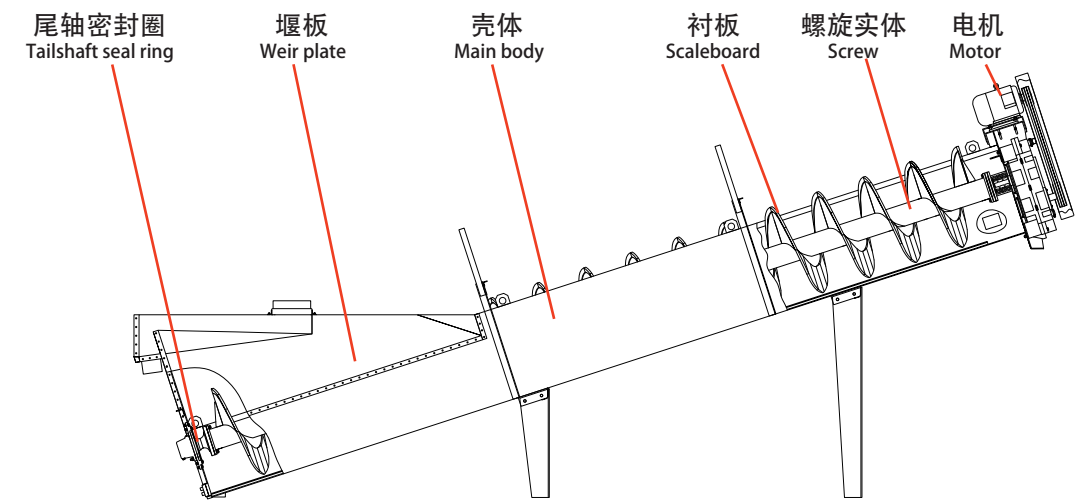 尾轴密封圈
Tailshaft seal ring
堰板
Weir plate
壳体
Main body
衬板
Scaleboard
螺旋实体
Screw
电机
Motor